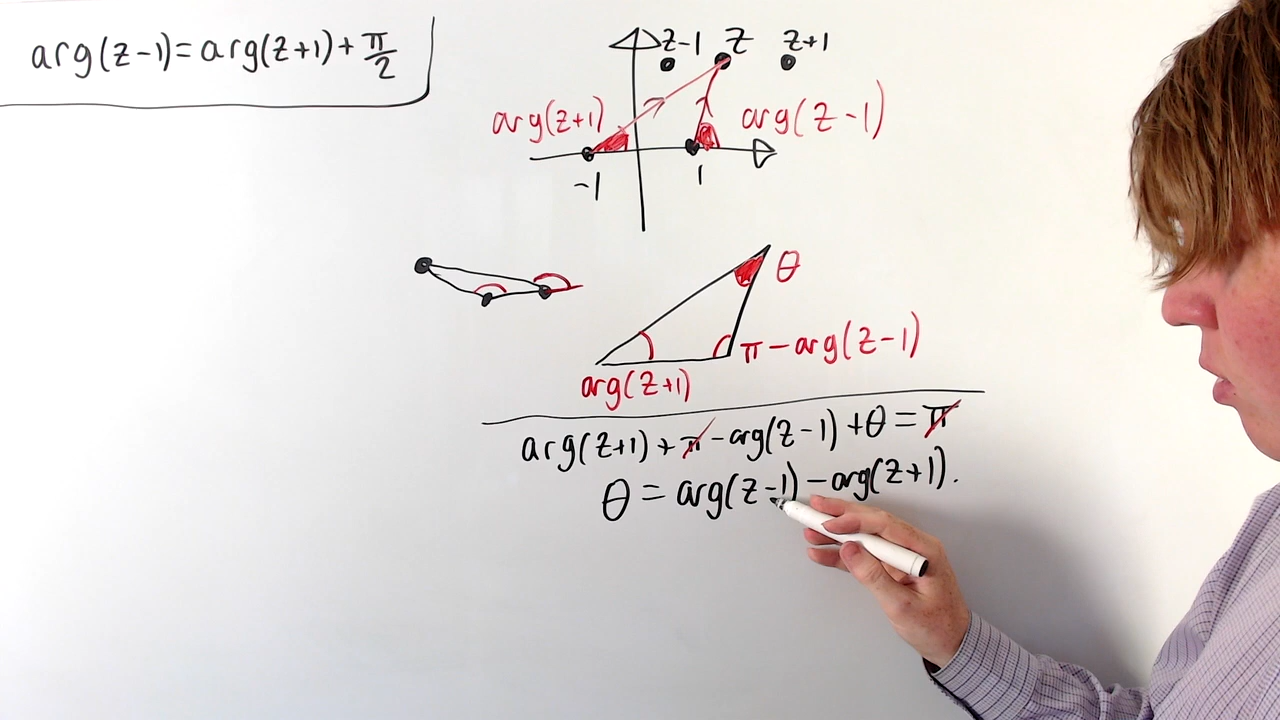 arg(z-1)=arg(z+1)+π/2
z-1 z z+1
arg(z+1) arg(z-1)
-1 1
θ
π-arg(z-1)
arg(z+1)
arg(z+1)+π-arg(z-1)+θ=π
θ=arg(z-1)-arg(z+1).